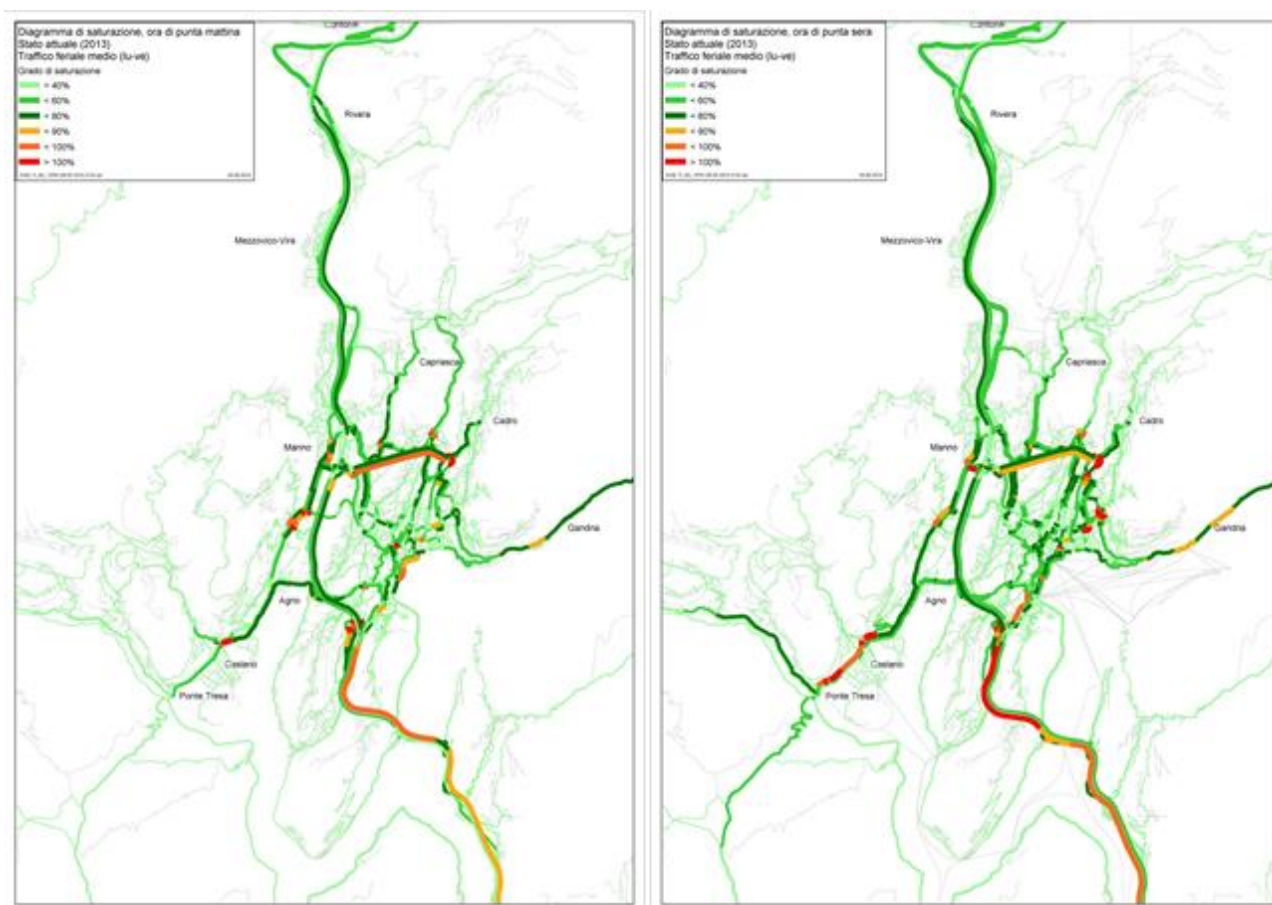 Diagramma di saturazione, ora di punta mattina
Stato attuale (2013)
Traffico feriale medio (lu-ve)
Grado di saturazione
< 40%
< 60%
< 80%
< 90%
< 100%
> 100%
Rivera
Mezzovico-Vira
Capriasca
Cadro
Manno
Gandria
Agno
Caslano
Ponte Tresa
Diagramma di saturazione, ora di punta sera
Stato attuale (2013)
Traffico feriale medio (lu-ve)
Grado di saturazione
< 40%
< 60%
< 80%
< 90%
< 100%
> 100%
Rivera
Mezzovico-Vira
Capriasca
Cadro
Manno
Gandria
Agno
Caslano
Ponte Tresa